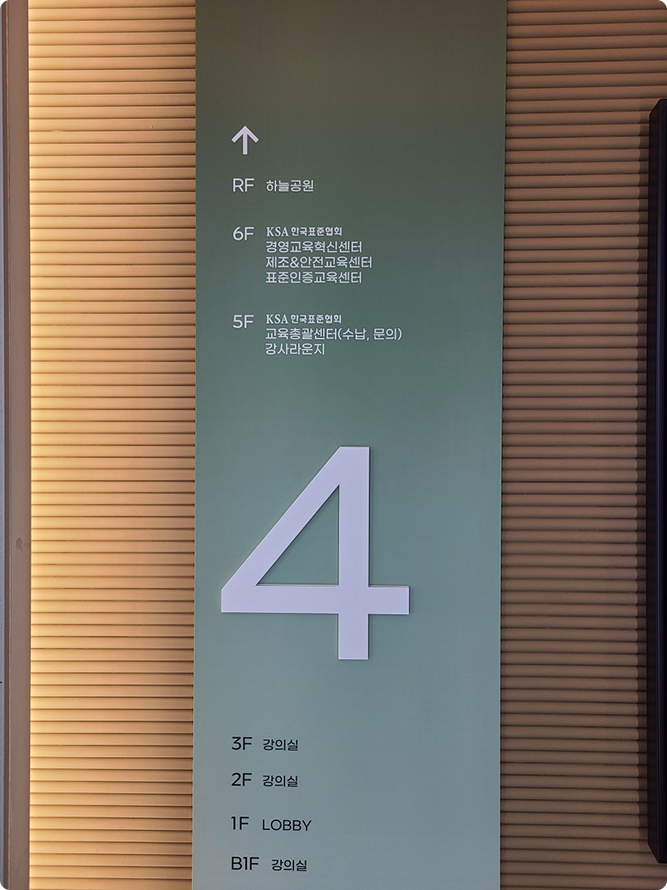 ↑
RF 하늘공원
6F KSA 한국표준협회
경영교육혁신센터
제조&안전교육센터
표준인증교육센터
5F KSA 한국표준협회
교육총괄센터(수납, 문의)
강사라운지
4
3F 강의실
2F 강의실
1F LOBBY
B1F 강의실